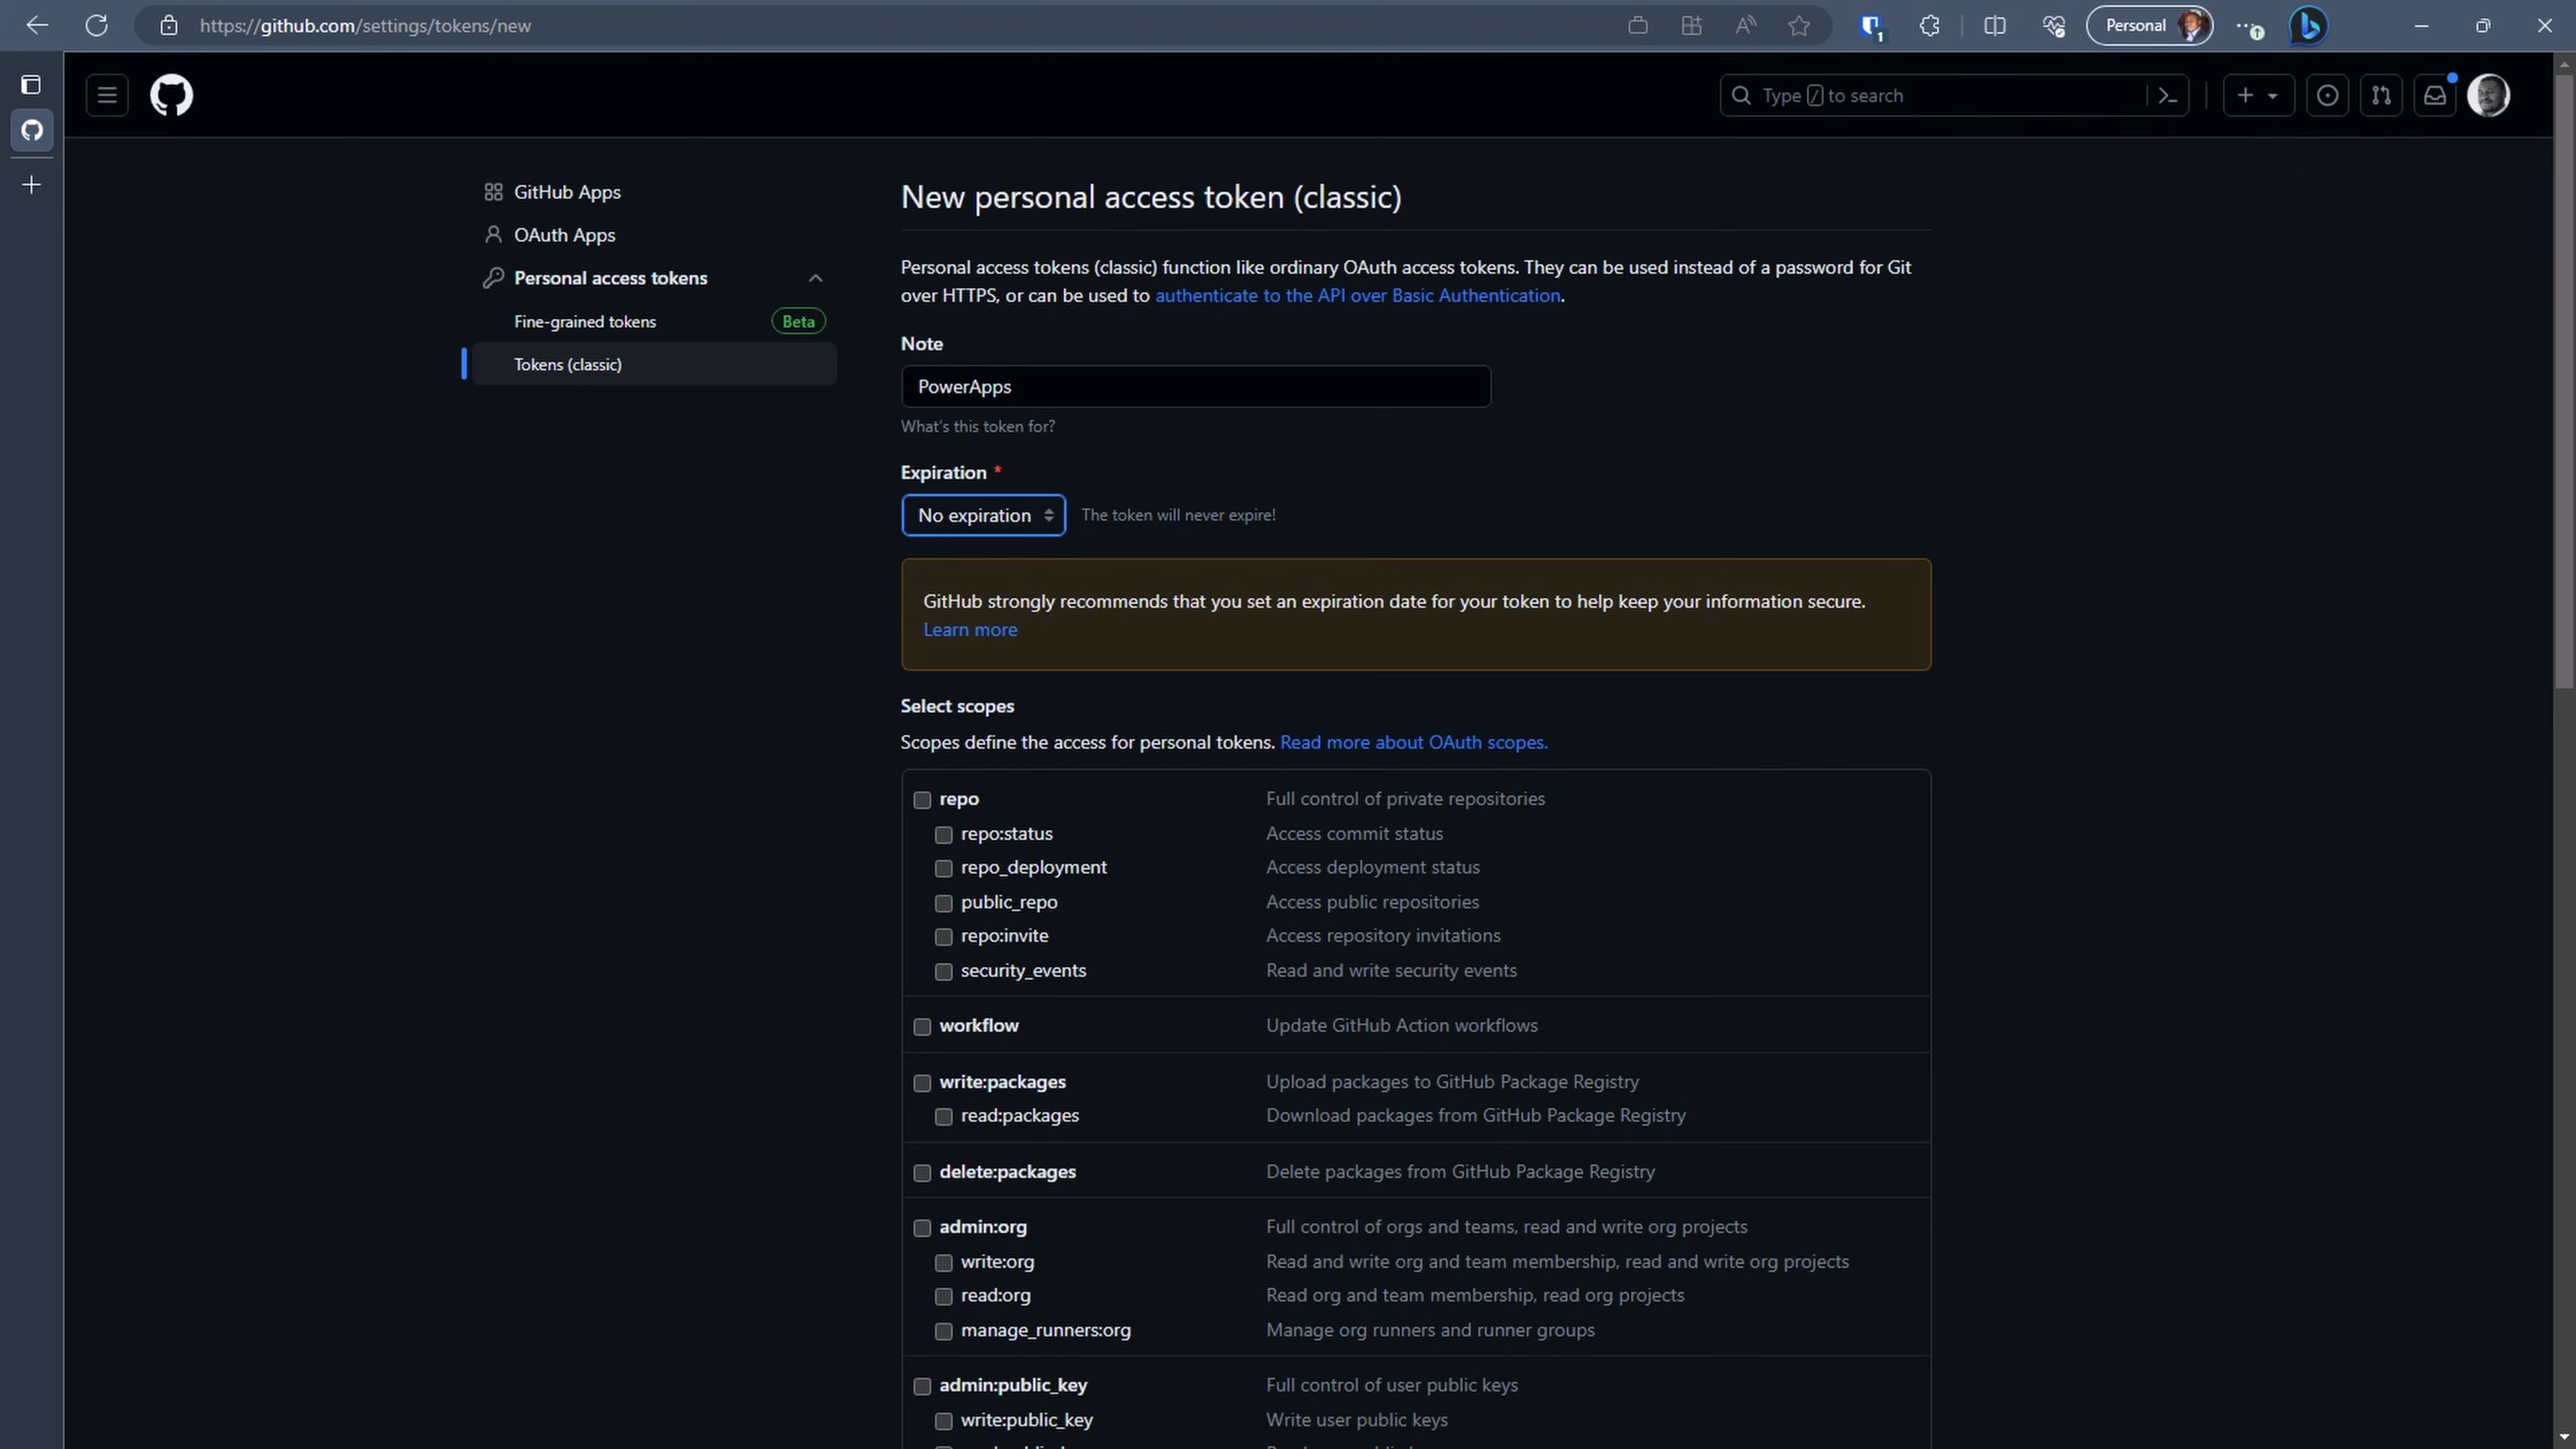 https://github.com/settings/tokens/new
1
Personal
Type / to search
GitHub Apps
OAuth Apps
Personal access tokens
Fine-grained tokens
Beta
Tokens (classic)
New personal access token (classic)
Personal access tokens (classic) function like ordinary OAuth access tokens. They can be used instead of a password for Git
over HTTPS, or can be used to authenticate to the API over Basic Authentication.
Note
PowerApps
What's this token for?
Expiration *
No expiration
The token will never expire!
GitHub strongly recommends that you set an expiration date for your token to help keep your information secure.
Learn more
Select scopes
Scopes define the access for personal tokens. Read more about OAuth scopes.
repo Full control of private repositories
repo:status Access commit status
repo_deployment Access deployment status
public_repo Access public repositories
repo:invite Access repository invitations
security_events Read and write security events
workflow Update GitHub Action workflows
write:packages Upload packages to GitHub Package Registry
read:packages Download packages from GitHub Package Registry
delete:packages Delete packages from GitHub Package Registry
admin:org Full control of orgs and teams, read and write org projects
write:org Read and write org and team membership, read and write org projects
read:org Read org and team membership, read org projects
manage_runners:org Manage org runners and runner groups
admin:public_key Full control of user public keys
write:public_key Write user public keys